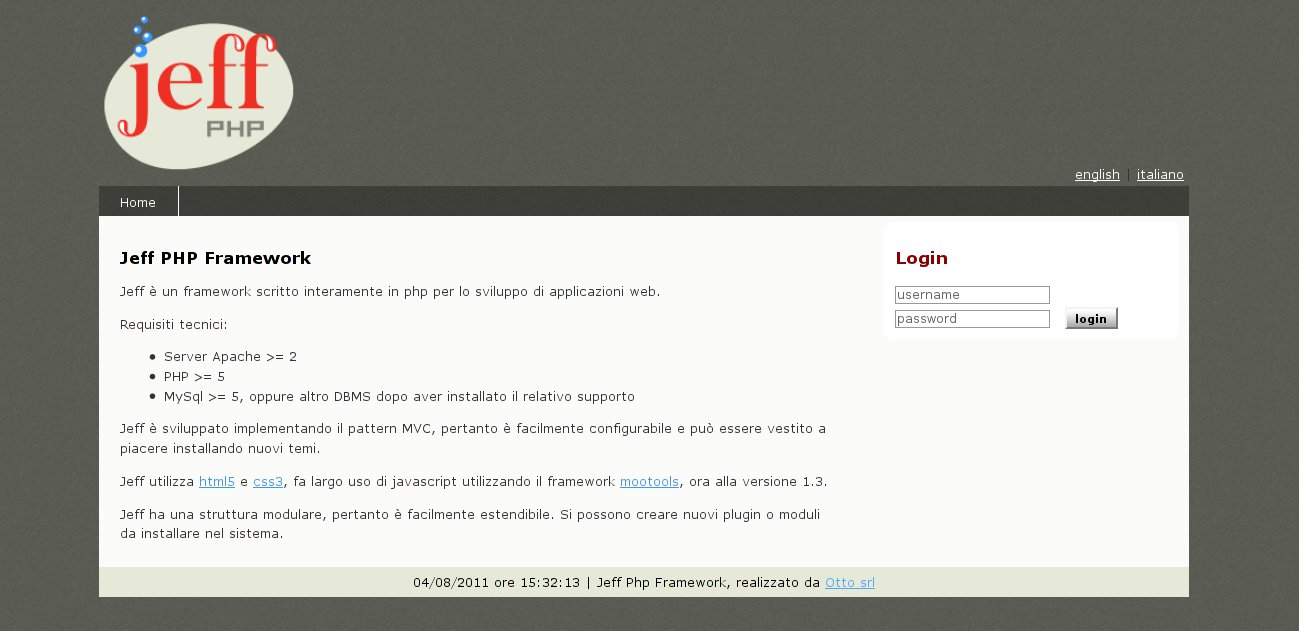 jeff
PHP
english | italiano
Home
Jeff PHP Framework
Jeff è un framework scritto interamente in php per lo sviluppo di applicazioni web.
Requisiti tecnici:
• Server Apache >= 2
• PHP >= 5
• MySql >= 5, oppure altro DBMS dopo aver installato il relativo supporto
Jeff è sviluppato implementando il pattern MVC, pertanto è facilmente configurabile e può essere vestito a
piacere installando nuovi temi.
Jeff utilizza html5 e css3, fa largo uso di javascript utilizzando il framework mootools, ora alla versione 1.3.
Jeff ha una struttura modulare, pertanto è facilmente estendibile. Si possono creare nuovi plugin o moduli
da installare nel sistema.
Login
username
password
login
04/08/2011 ore 15:32:13 | Jeff Php Framework, realizzato da Otto srl